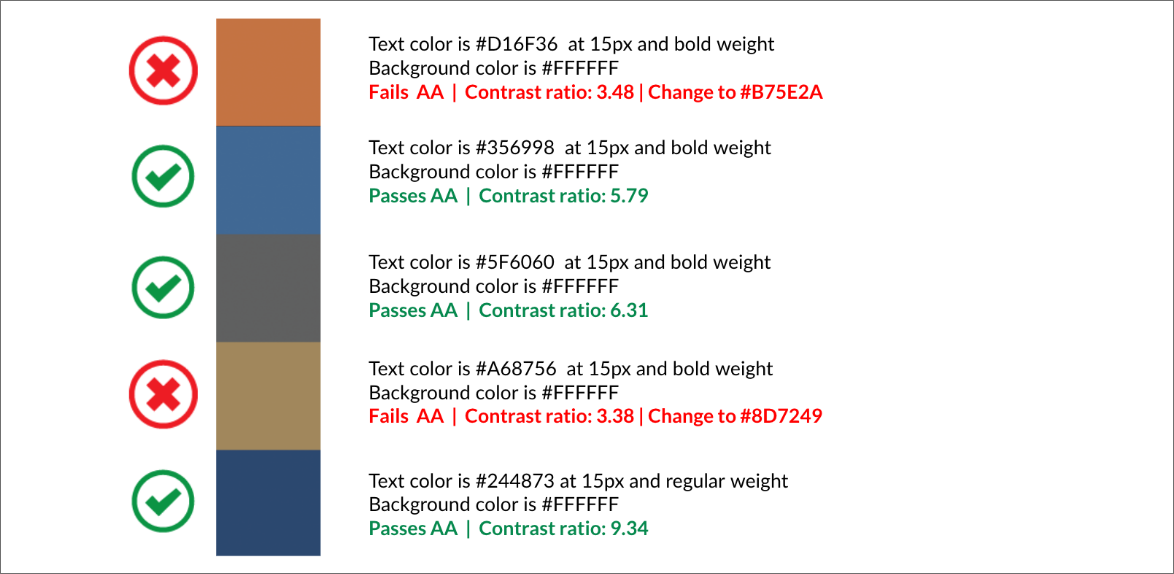 Text color is #D16F36 at 15px and bold weight
Background color is #FFFFFF
Fails AA | Contrast ratio: 3.48 | Change to #B75E2A
Text color is #356998 at 15px and bold weight
Background color is #FFFFFF
Passes AA | Contrast ratio: 5.79
Text color is #5F6060 at 15px and bold weight
Background color is #FFFFFF
Passes AA | Contrast ratio: 6.31
Text color is #A68756 at 15px and bold weight
Background color is #FFFFFF
Fails AA | Contrast ratio: 3.38 | Change to #8D7249
Text color is #244873 at 15px and regular weight
Background color is #FFFFFF
Passes AA | Contrast ratio: 9.34